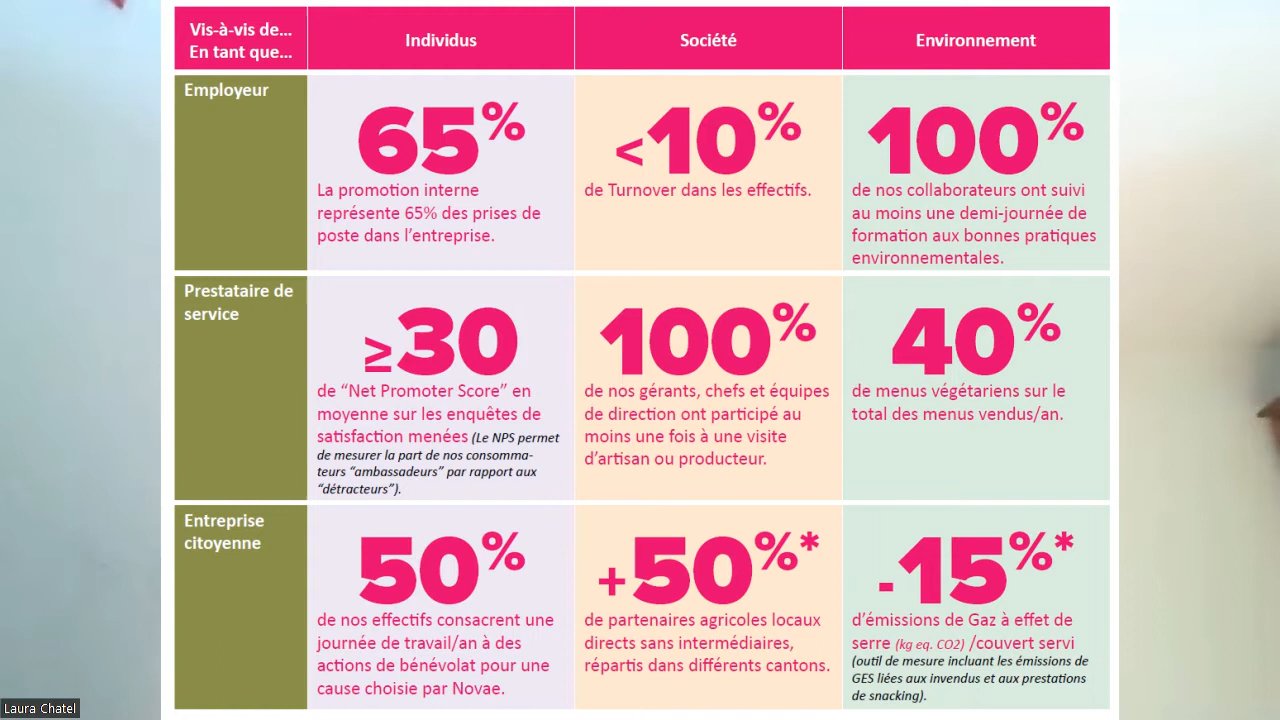 Vis-à-vis de...
En tant que...
Individus
Société
Environnement
Employeur
65%
La promotion interne
représente 65% des prises de
poste dans l'entreprise.
<10%
de Turnover dans les effectifs.
100%
de nos collaborateurs ont suivi
au moins une demi-journée de
formation aux bonnes pratiques
environnementales.
Prestataire de
service
≥30
de "Net Promoter Score" en
moyenne sur les enquêtes de
satisfaction menées (Le NPS permet
de mesurer la part de nos consomma-
teurs "ambassadeurs" par rapport aux
"détracteurs").
100%
de nos gérants, chefs et équipes
de direction ont participé au
moins une fois à une visite
d'artisan ou producteur.
40%
de menus végétariens sur le
total des menus vendus/an.
Entreprise
citoyenne
50%
de nos effectifs consacrent une
journée de travail/an à des
actions de bénévolat pour une
cause choisie par Novae.
+50%*
de partenaires agricoles locaux
directs sans intermédiaires,
répartis dans différents cantons.
-15%*
d'émissions de Gaz à effet de
serre (kg eq. CO2) /couvert servi
(outil de mesure incluant les émissions de
GES liées aux invendus et aux prestations
de snacking).
Laura Chatel